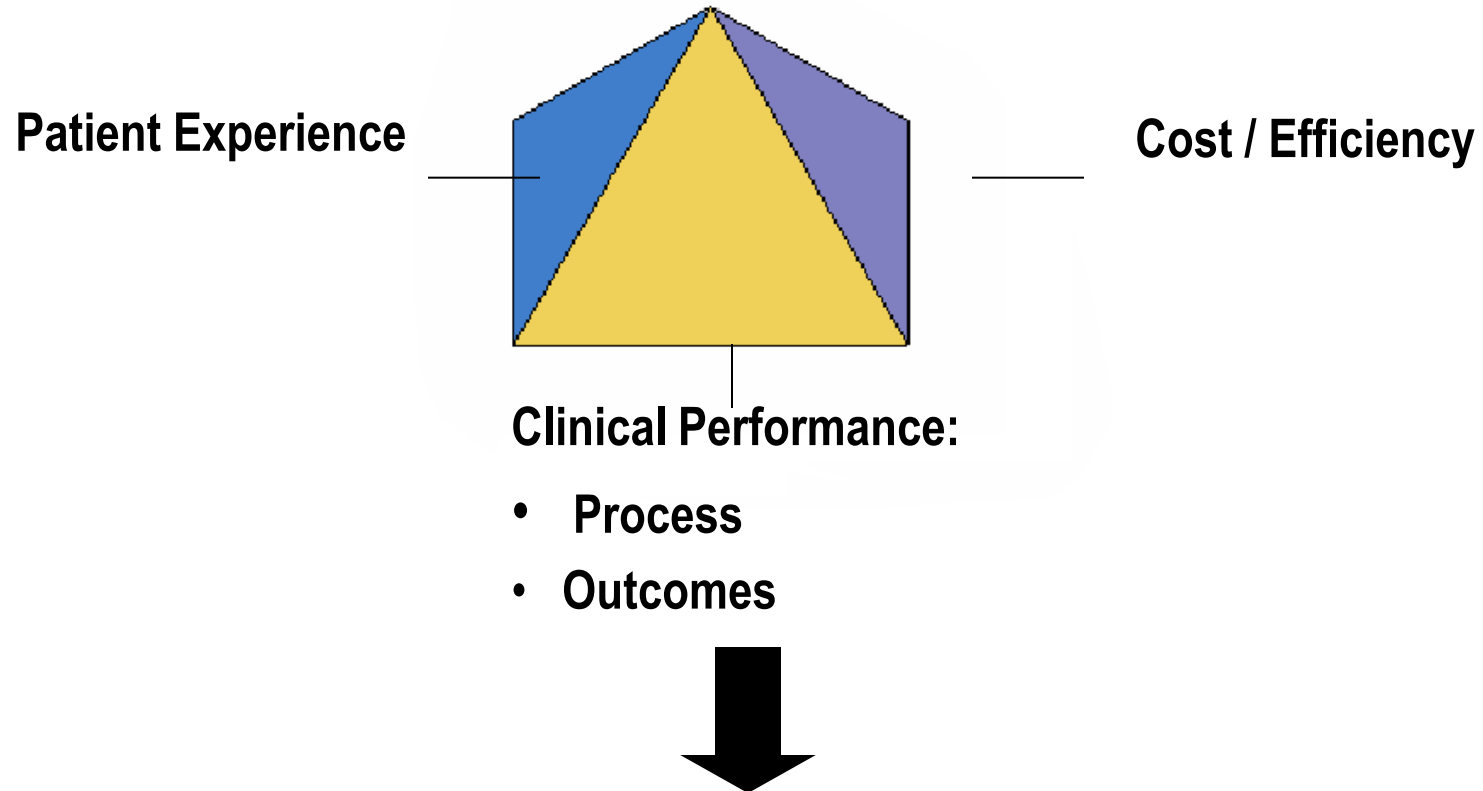 Patient Experience
Cost / Efficiency
Clinical Performance:
• Process
• Outcomes